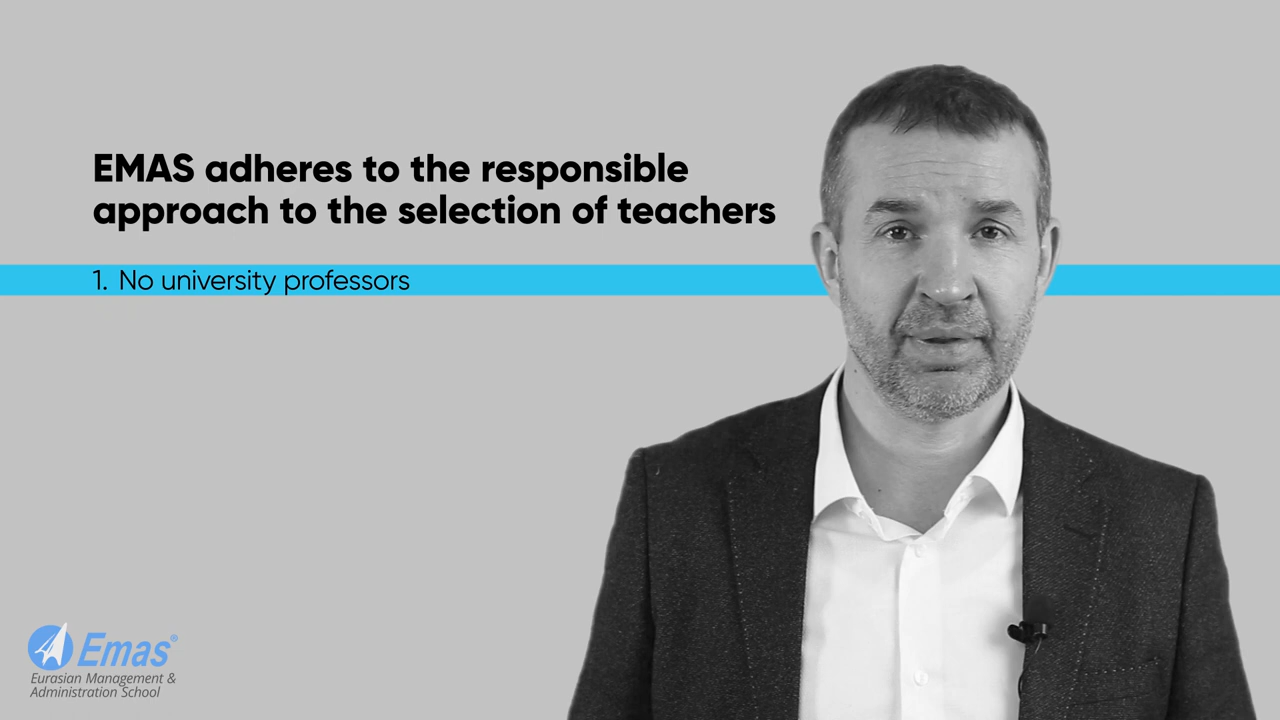 EMAS adheres to the responsible
approach to the selection of teachers
1. No university professors
Emas®
Eurasian Management &
Administration School